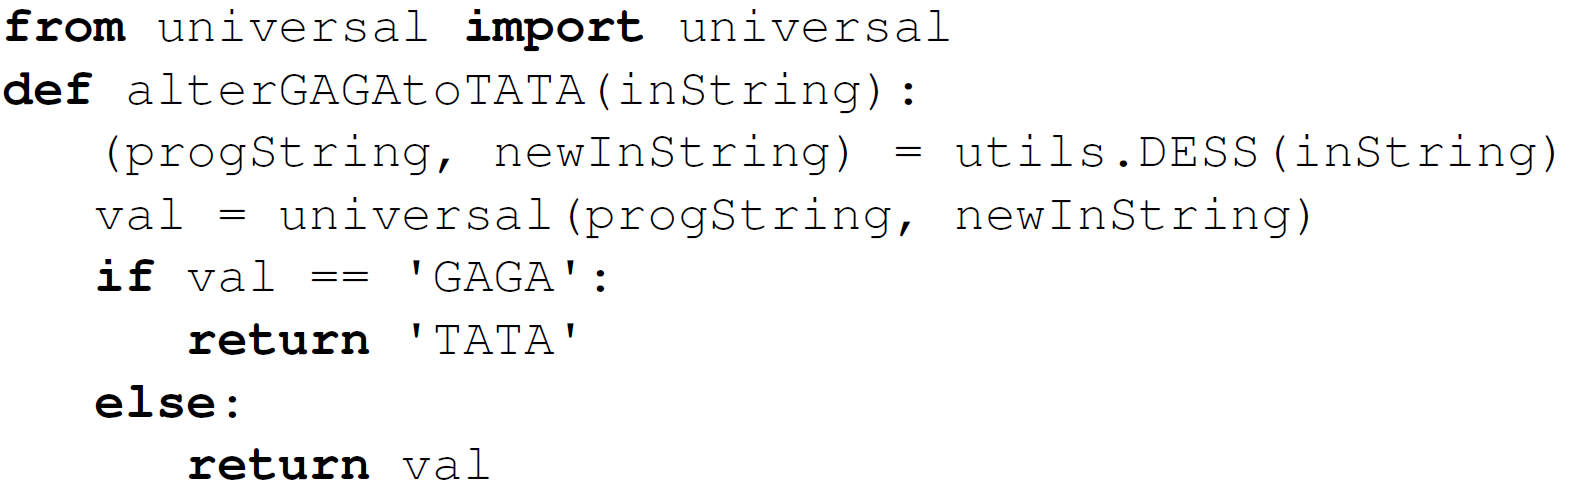 from universal import universal
def alterGAGAtoTATA(inString):
   (progString, newInString) = utils.DESS(inString)
   val = universal(progString, newInString)
   if val == 'GAGA':
      return 'TATA'
   else:
      return val